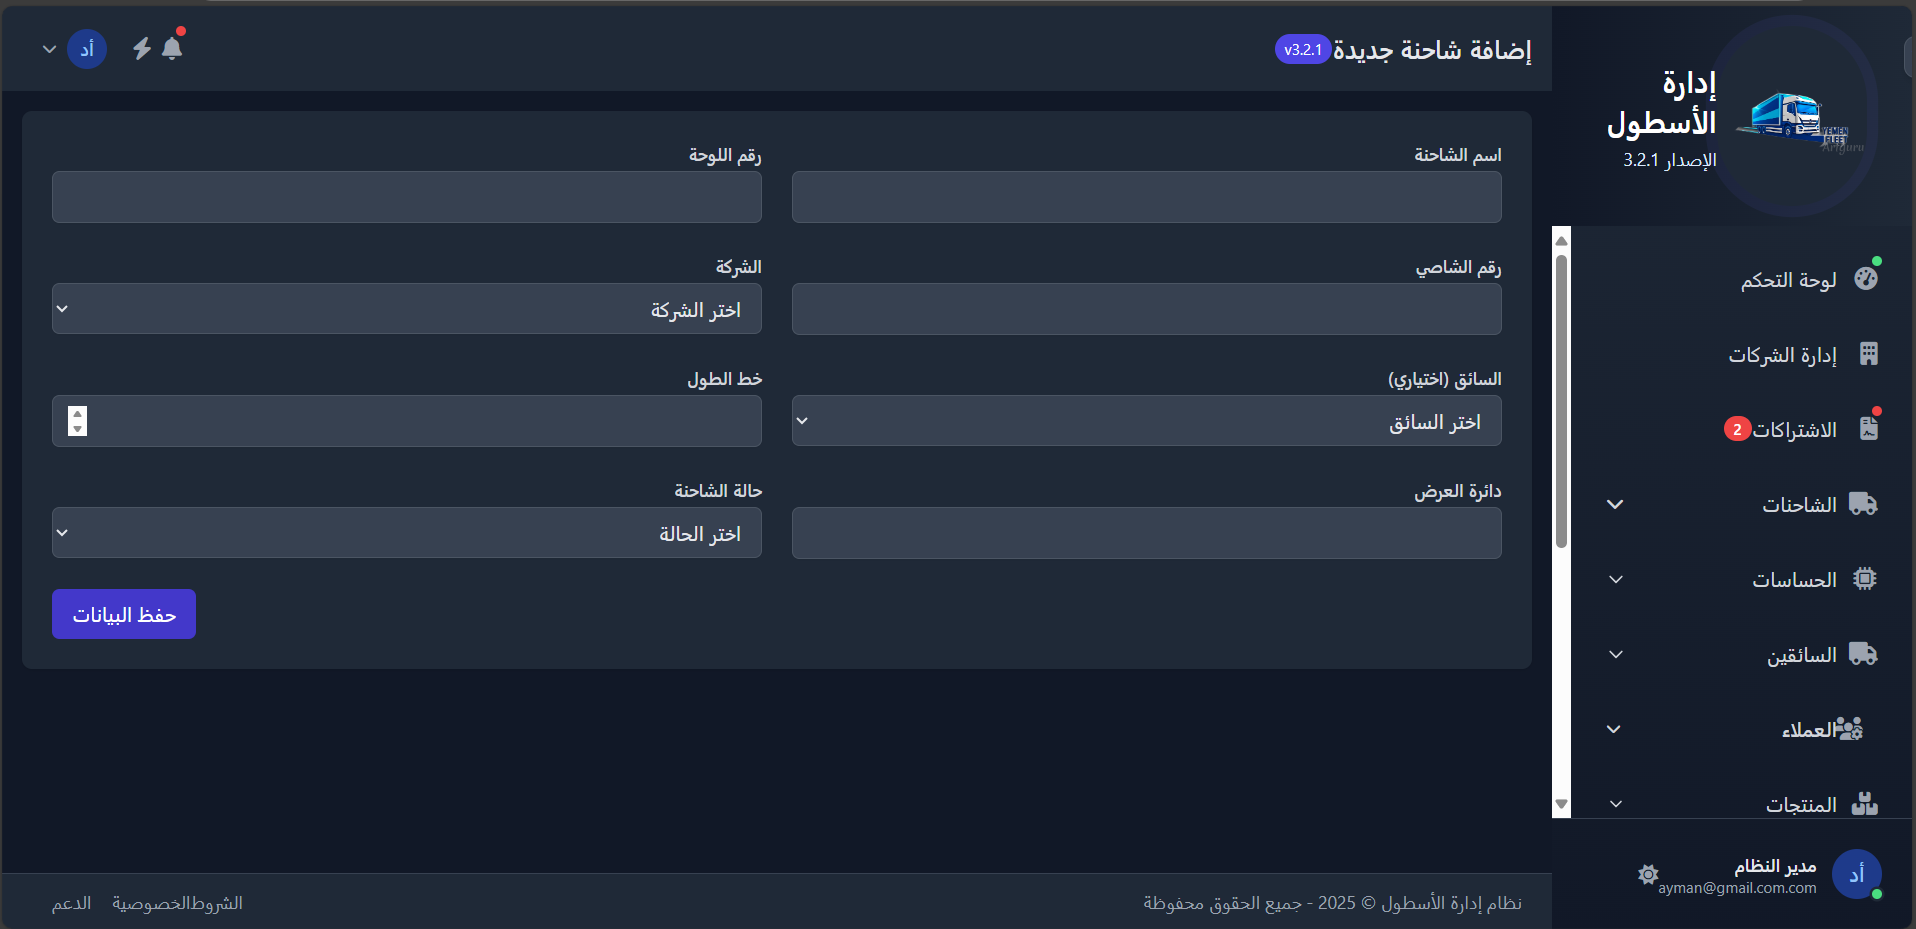 إدارة
الأسطول
الإصدار 3.2.1
YEMEN
FLEET
Artguru
لوحة التحكم
إدارة الشركات
الاشتراكات 2
الشاحنات
الحساسات
السائقين
العملاء
المنتجات
أد
مدير النظام
ayman@gmail.com.com
إضافة شاحنة جديدة v3.2.1
أد
اسم الشاحنة
رقم اللوحة
رقم الشاصي
الشركة
اختر الشركة
السائق (اختياري)
اختر السائق
خط الطول
دائرة العرض
حالة الشاحنة
اختر الحالة
حفظ البيانات
نظام إدارة الأسطول © 2025 - جميع الحقوق محفوظة
الشروط الخصوصية الدعم